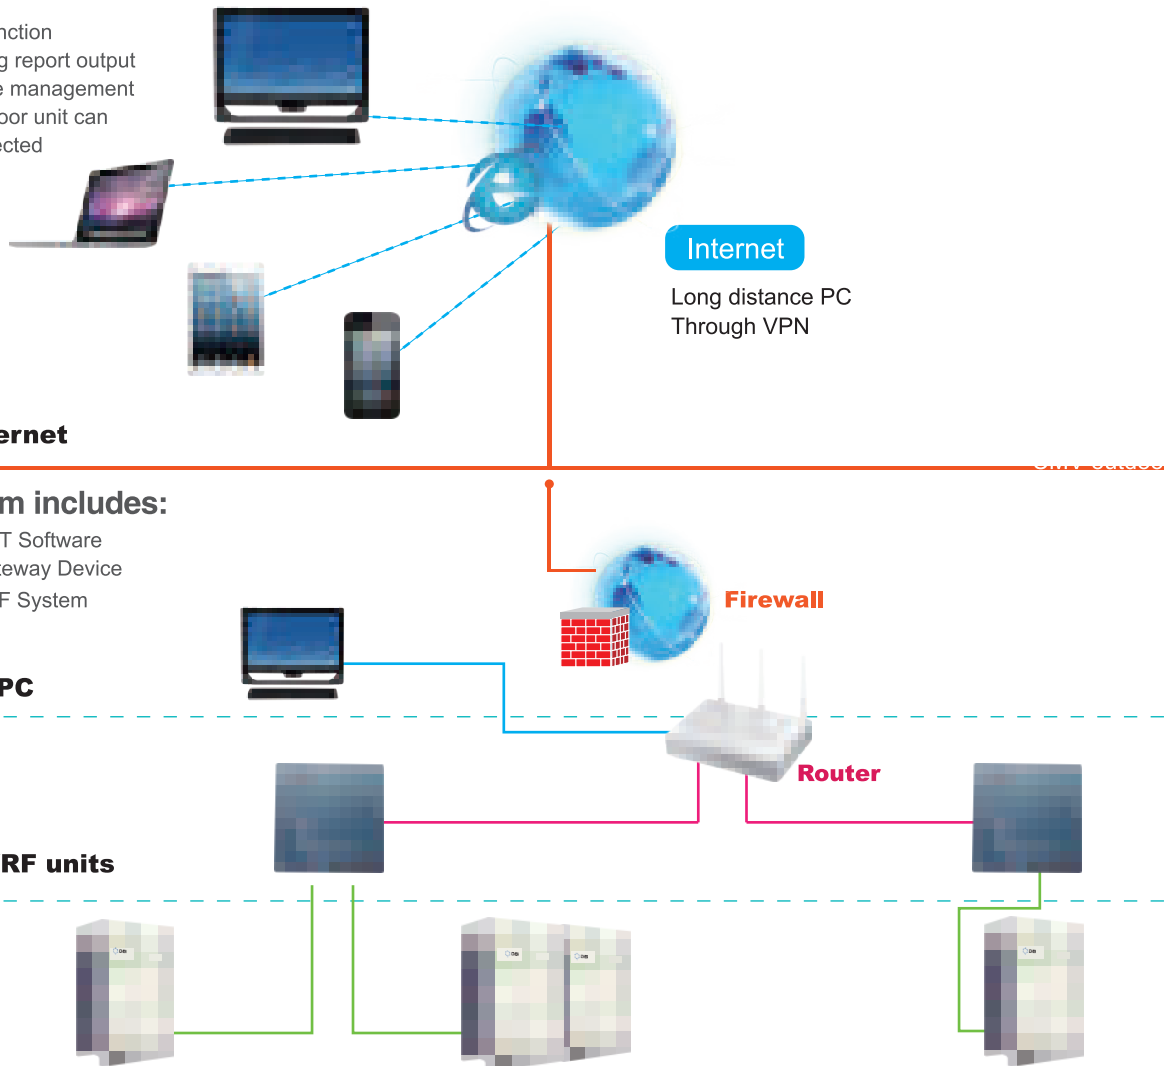 nction
g report output
e management
oor unit can
ected
Internet
Long distance PC
Through VPN
ernet
m includes:
T Software
teway Device
F System
Firewall
PC
Router
RF units